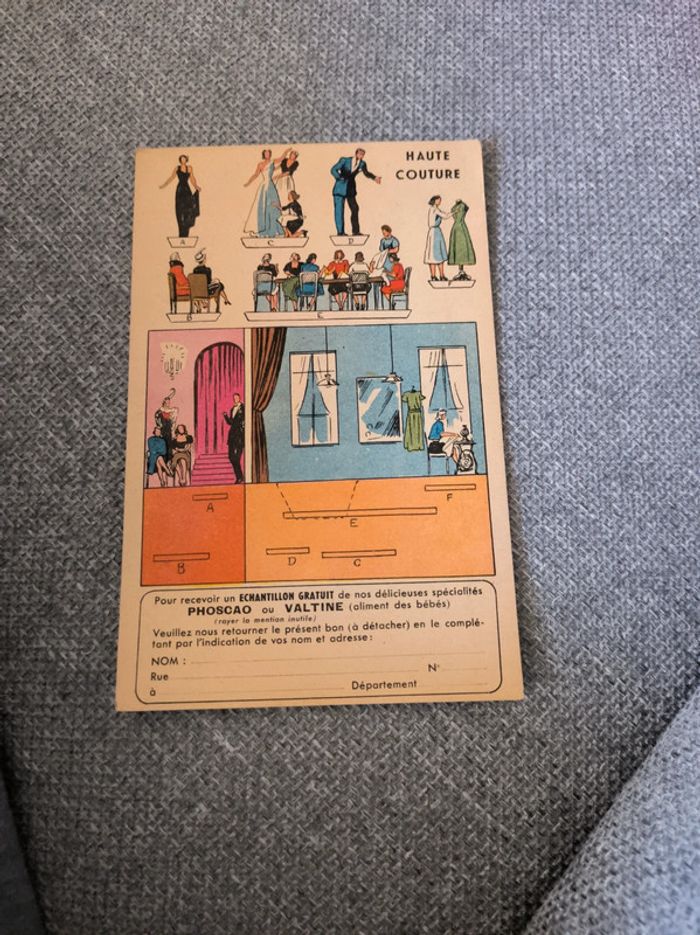 HAUTE
COUTURE
A
C
D
B
E
F
A
F
E
B
D
C
Pour recevoir un ECHANTILLON GRATUIT de nos délicieuses spécialités
PHOSCAO ou VALTINE (aliment des bébés)
(rayer la mention inutile)
Veuillez nous retourner le présent bon (à détacher) en le complé-
tant par l'indication de vos nom et adresse :
NOM :
Rue N°
à Département